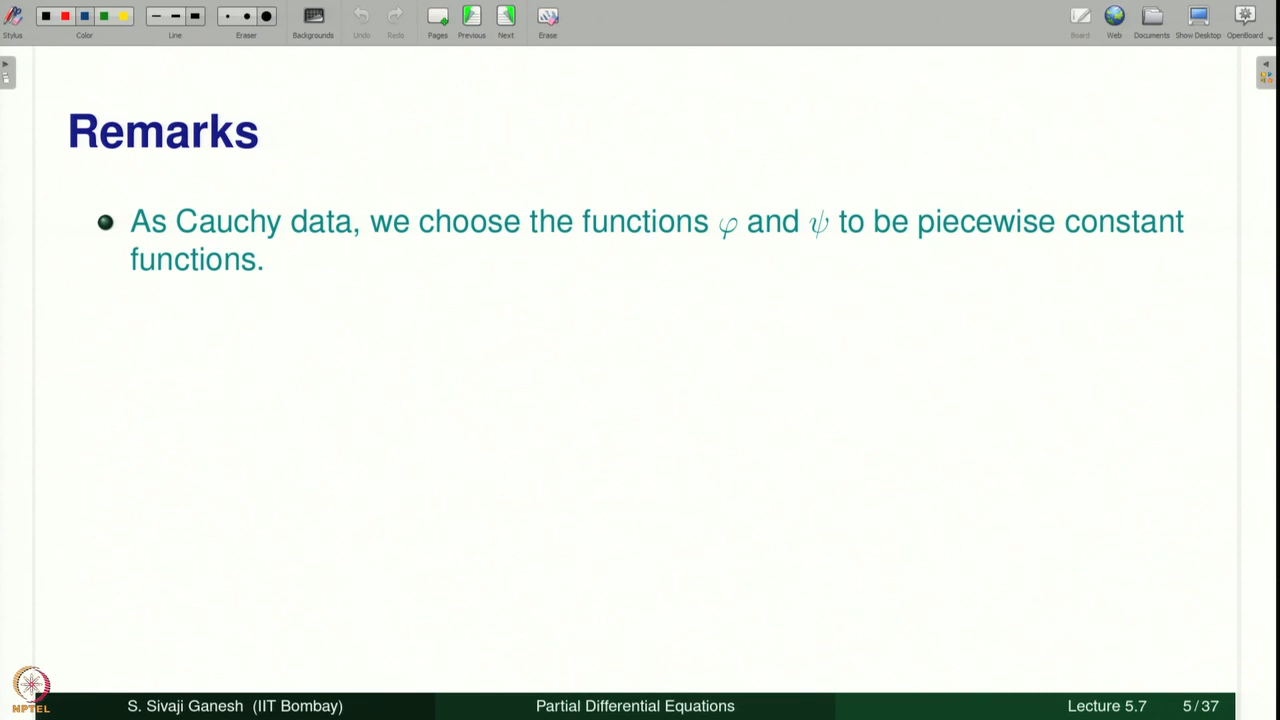 Stylus Color Line Eraser Backgrounds Undo Redo Pages Previous Next Erase Board Web Documents Show Desktop OpenBoard
Remarks
As Cauchy data, we choose the functions φ and ψ to be piecewise constant
functions.
NPTEL
S. Sivaji Ganesh (IIT Bombay) Partial Differential Equations Lecture 5.7 5 / 37